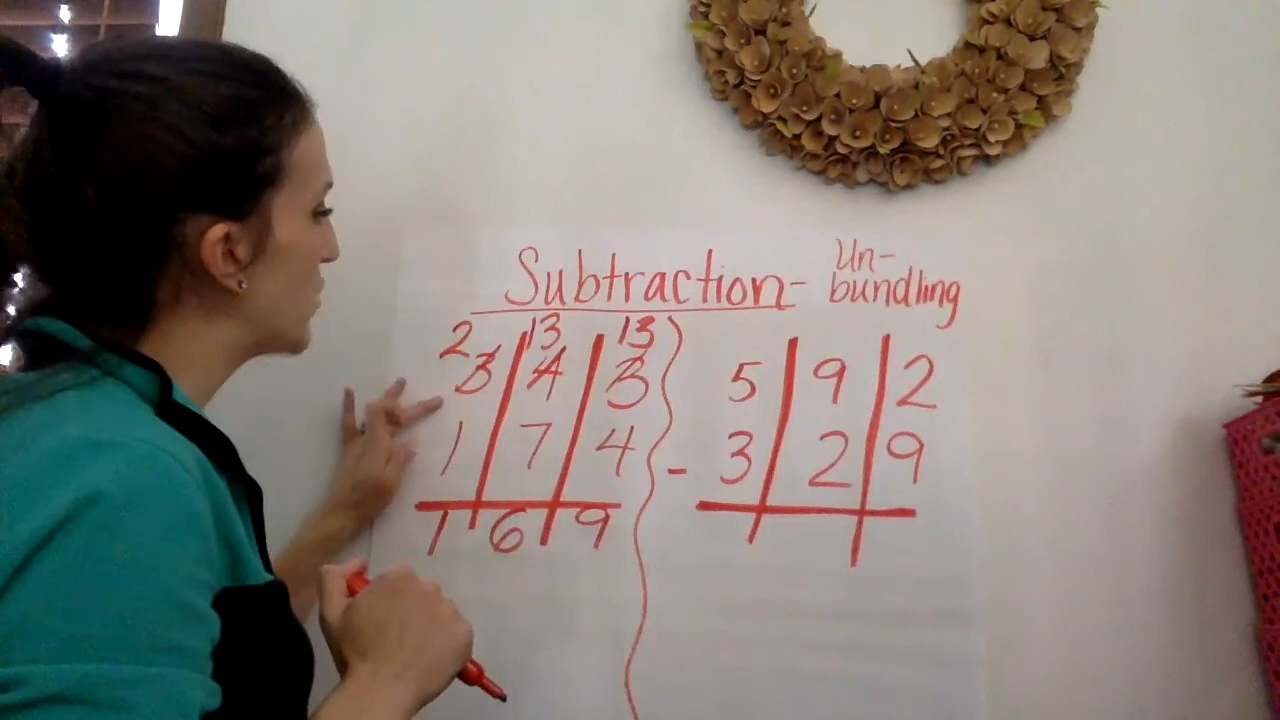 Subtraction- Un-bundling
2 13 13
3 4 3
1 7 4
1 6 9
5 9 2
- 3 2 9